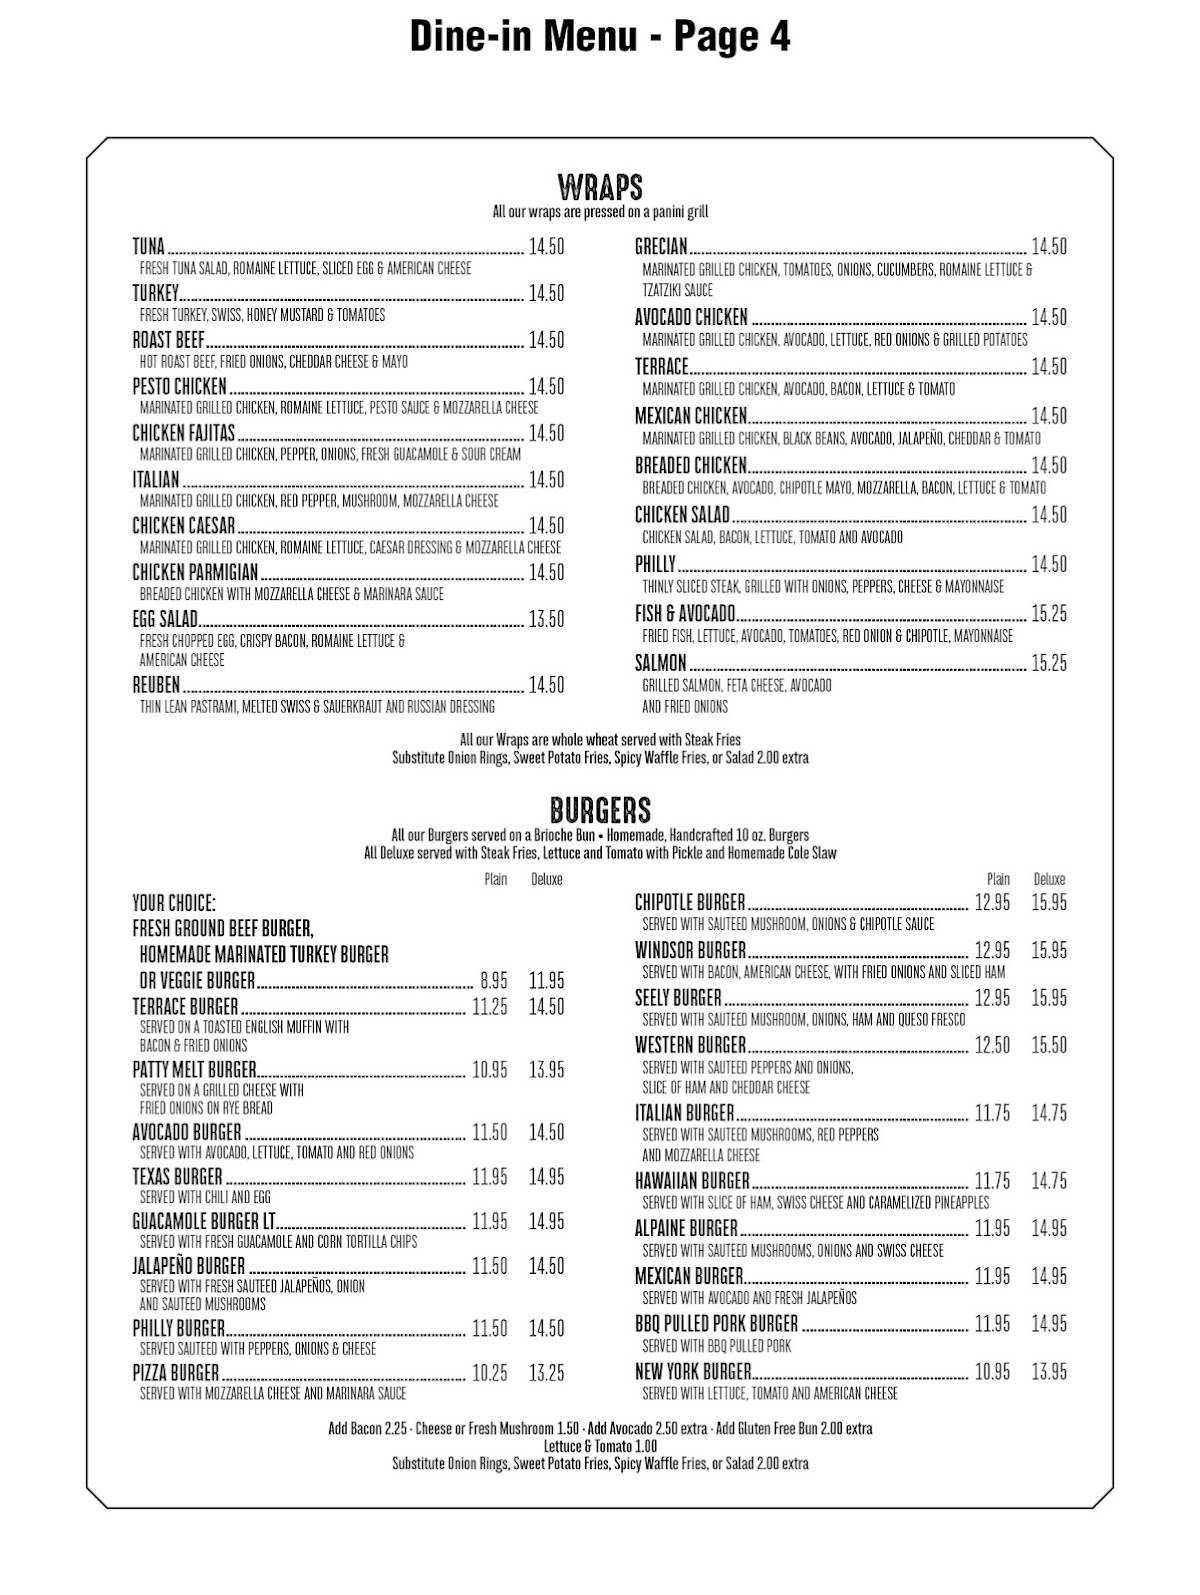 Dine-in Menu - Page 4
WRAPS
All our wraps are pressed on a panini grill
TUNA 14.50
FRESH TUNA SALAD, ROMAINE LETTUCE, SLICED EGG & AMERICAN CHEESE
TURKEY 14.50
FRESH TURKEY, SWISS, HONEY MUSTARD & TOMATOES
ROAST BEEF 14.50
HOT ROAST BEEF, FRIED ONIONS, CHEDDAR CHEESE & MAYO
PESTO CHICKEN 14.50
MARINATED GRILLED CHICKEN, ROMAINE LETTUCE, PESTO SAUCE & MOZZARELLA CHEESE
CHICKEN FAJITAS 14.50
MARINATED GRILLED CHICKEN, PEPPER, ONIONS, FRESH GUACAMOLE & SOUR CREAM
ITALIAN 14.50
MARINATED GRILLED CHICKEN, RED PEPPER, MUSHROOM, MOZZARELLA CHEESE
CHICKEN CAESAR 14.50
MARINATED GRILLED CHICKEN, ROMAINE LETTUCE, CAESAR DRESSING & MOZZARELLA CHEESE
CHICKEN PARMIGIAN 14.50
BREADED CHICKEN WITH MOZZARELLA CHEESE & MARINARA SAUCE
EGG SALAD 13.50
FRESH CHOPPED EGG, CRISPY BACON, ROMAINE LETTUCE &
AMERICAN CHEESE
REUBEN 14.50
THIN LEAN PASTRAMI, MELTED SWISS & SAUERKRAUT AND RUSSIAN DRESSING
GRECIAN 14.50
MARINATED GRILLED CHICKEN, TOMATOES, ONIONS, CUCUMBERS, ROMAINE LETTUCE &
TZATZIKI SAUCE
AVOCADO CHICKEN 14.50
MARINATED GRILLED CHICKEN, AVOCADO, LETTUCE, RED ONIONS & GRILLED POTATOES
TERRACE 14.50
MARINATED GRILLED CHICKEN, AVOCADO, BACON, LETTUCE & TOMATO
MEXICAN CHICKEN 14.50
MARINATED GRILLED CHICKEN, BLACK BEANS, AVOCADO, JALAPEÑO, CHEDDAR & TOMATO
BREADED CHICKEN 14.50
BREADED CHICKEN, AVOCADO, CHIPOTLE MAYO, MOZZARELLA, BACON, LETTUCE & TOMATO
CHICKEN SALAD 14.50
CHICKEN SALAD, BACON, LETTUCE, TOMATO AND AVOCADO
PHILLY 14.50
THINLY SLICED STEAK, GRILLED WITH ONIONS, PEPPERS, CHEESE & MAYONNAISE
FISH & AVOCADO 15.25
FRIED FISH, LETTUCE, AVOCADO, TOMATOES, RED ONION & CHIPOTLE, MAYONNAISE
SALMON 15.25
GRILLED SALMON, FETA CHEESE, AVOCADO
AND FRIED ONIONS
All our Wraps are whole wheat served with Steak Fries
Substitute Onion Rings, Sweet Potato Fries, Spicy Waffle Fries, or Salad 2.00 extra
BURGERS
All our Burgers served on a Brioche Bun • Homemade, Handcrafted 10 oz. Burgers
All Deluxe served with Steak Fries, Lettuce and Tomato with Pickle and Homemade Cole Slaw
Plain Deluxe
YOUR CHOICE:
FRESH GROUND BEEF BURGER,
HOMEMADE MARINATED TURKEY BURGER
OR VEGGIE BURGER 8.95 11.95
TERRACE BURGER 11.25 14.50
SERVED ON A TOASTED ENGLISH MUFFIN WITH
BACON & FRIED ONIONS
PATTY MELT BURGER 10.95 13.95
SERVED ON A GRILLED CHEESE WITH
FRIED ONIONS ON RYE BREAD
AVOCADO BURGER 11.50 14.50
SERVED WITH AVOCADO, LETTUCE, TOMATO AND RED ONIONS
TEXAS BURGER 11.95 14.95
SERVED WITH CHILI AND EGG
GUACAMOLE BURGER LT 11.95 14.95
SERVED WITH FRESH GUACAMOLE AND CORN TORTILLA CHIPS
JALAPEÑO BURGER 11.50 14.50
SERVED WITH FRESH SAUTEED JALAPEÑOS, ONION
AND SAUTEED MUSHROOMS
PHILLY BURGER 11.50 14.50
SERVED SAUTEED WITH PEPPERS, ONIONS & CHEESE
PIZZA BURGER 10.25 13.25
SERVED WITH MOZZARELLA CHEESE AND MARINARA SAUCE
Plain Deluxe
CHIPOTLE BURGER 12.95 15.95
SERVED WITH SAUTEED MUSHROOM, ONIONS & CHIPOTLE SAUCE
WINDSOR BURGER 12.95 15.95
SERVED WITH BACON, AMERICAN CHEESE, WITH FRIED ONIONS AND SLICED HAM
SEELY BURGER 12.95 15.95
SERVED WITH SAUTEED MUSHROOM, ONIONS, HAM AND QUESO FRESCO
WESTERN BURGER 12.50 15.50
SERVED WITH SAUTEED PEPPERS AND ONIONS,
SLICE OF HAM AND CHEDDAR CHEESE
ITALIAN BURGER 11.75 14.75
SERVED WITH SAUTEED MUSHROOMS, RED PEPPERS
AND MOZZARELLA CHEESE
HAWAIIAN BURGER 11.75 14.75
SERVED WITH SLICE OF HAM, SWISS CHEESE AND CARAMELIZED PINEAPPLES
ALPAINE BURGER 11.95 14.95
SERVED WITH SAUTEED MUSHROOMS, ONIONS AND SWISS CHEESE
MEXICAN BURGER 11.95 14.95
SERVED WITH AVOCADO AND FRESH JALAPEÑOS
BBQ PULLED PORK BURGER 11.95 14.95
SERVED WITH BBQ PULLED PORK
NEW YORK BURGER 10.95 13.95
SERVED WITH LETTUCE, TOMATO AND AMERICAN CHEESE
Add Bacon 2.25 · Cheese or Fresh Mushroom 1.50 · Add Avocado 2.50 extra · Add Gluten Free Bun 2.00 extra
Lettuce & Tomato 1.00
Substitute Onion Rings, Sweet Potato Fries, Spicy Waffle Fries, or Salad 2.00 extra